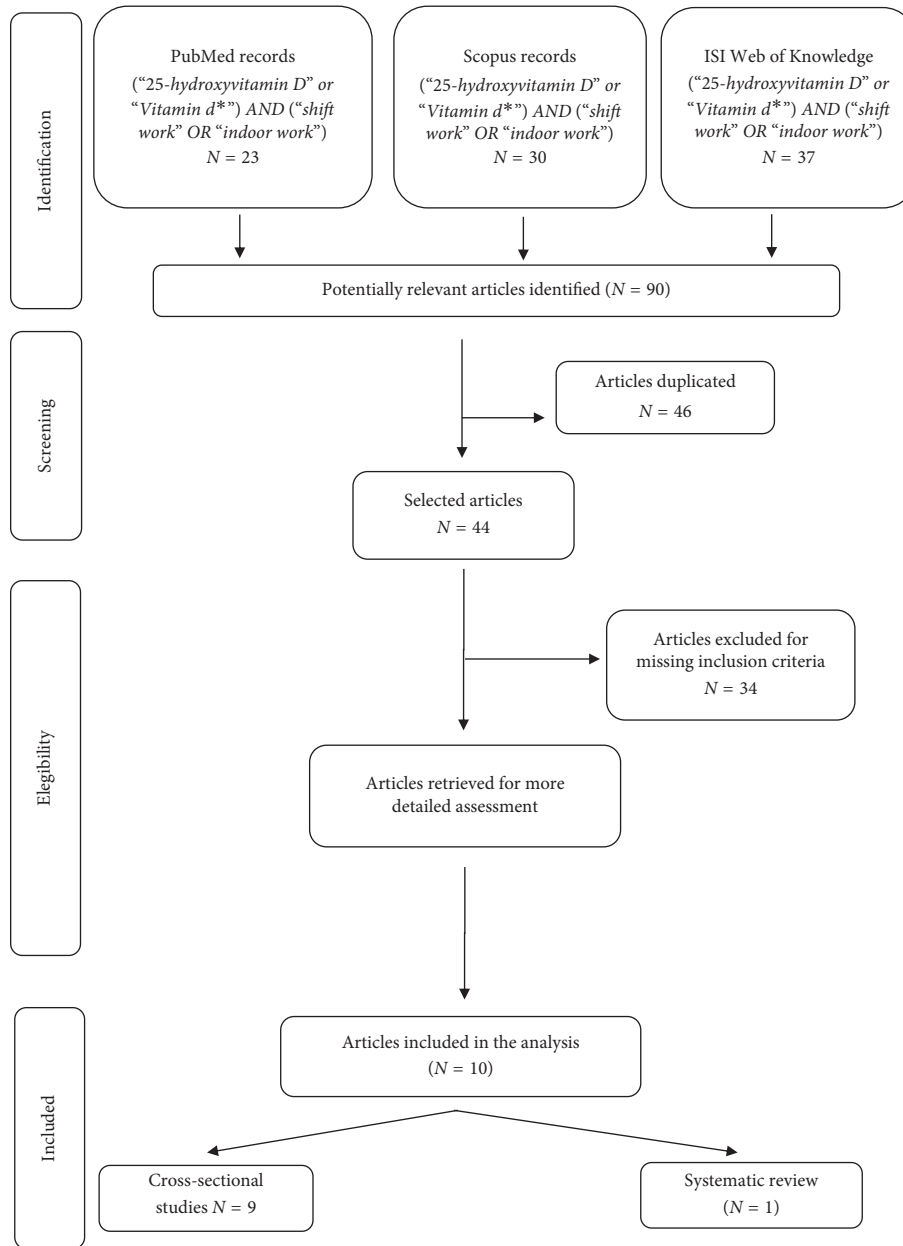 Identification
PubMed records
(“25-hydroxyvitamin D” or
“Vitamin d*”) AND (“shift
work” OR “indoor work”)
N = 23
Scopus records
(“25-hydroxyvitamin D” or
“Vitamin d*”) AND (“shift
work” OR “indoor work”)
N = 30
ISI Web of Knowledge
(“25-hydroxyvitamin D” or
“Vitamin d*”) AND (“shift
work” OR “indoor work”)
N = 37
Potentially relevant articles identified (N = 90)
Screening
Articles duplicated
N = 46
Selected articles
N = 44
Elegibility
Articles excluded for
missing inclusion criteria
N = 34
Articles retrieved for more
detailed assessment
Included
Articles included in the analysis
(N = 10)
Cross-sectional
studies N = 9
Systematic review
(N = 1)